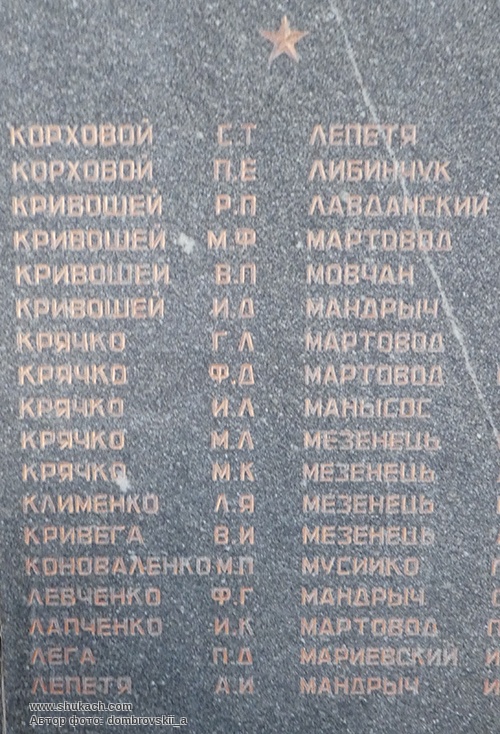 КОРХОВОЙ С.Т ЛЕПЕТЯ
КОРХОВОЙ П.Е ЛИБИНЧУК
КРИВОШЕЙ Р.П ЛАВДАНСКИЙ
КРИВОШЕЙ М.Ф МАРТОВОД
КРИВОШЕЙ В.П МОВЧАН
КРИВОШЕЙ И.Д МАНДРЫЧ
КРЯЧКО Г.Л МАРТОВОД
КРЯЧКО Ф.Д МАРТОВОД
КРЯЧКО И.Л МАНЫСОС
КРЯЧКО М.Л МЕЗЕНЕЦЬ
КРЯЧКО М.К МЕЗЕНЕЦЬ
КЛИМЕНКО Л.Я МЕЗЕНЕЦЬ
КРИВЕГА В.И МЕЗЕНЕЦЬ
КОНОВАЛЕНКО М.П МУСИЙКО
ЛЕВЧЕНКО Ф.Г МАНДРЫЧ
ЛАПЧЕНКО И.К МАРТОВОД
ЛЕГА П.Д МАРИЕВСКИЙ И
ЛЕПЕТЯ А.И МАНДРЫЧ И
www.shukach.com
Автор фото: dombrovskii_a